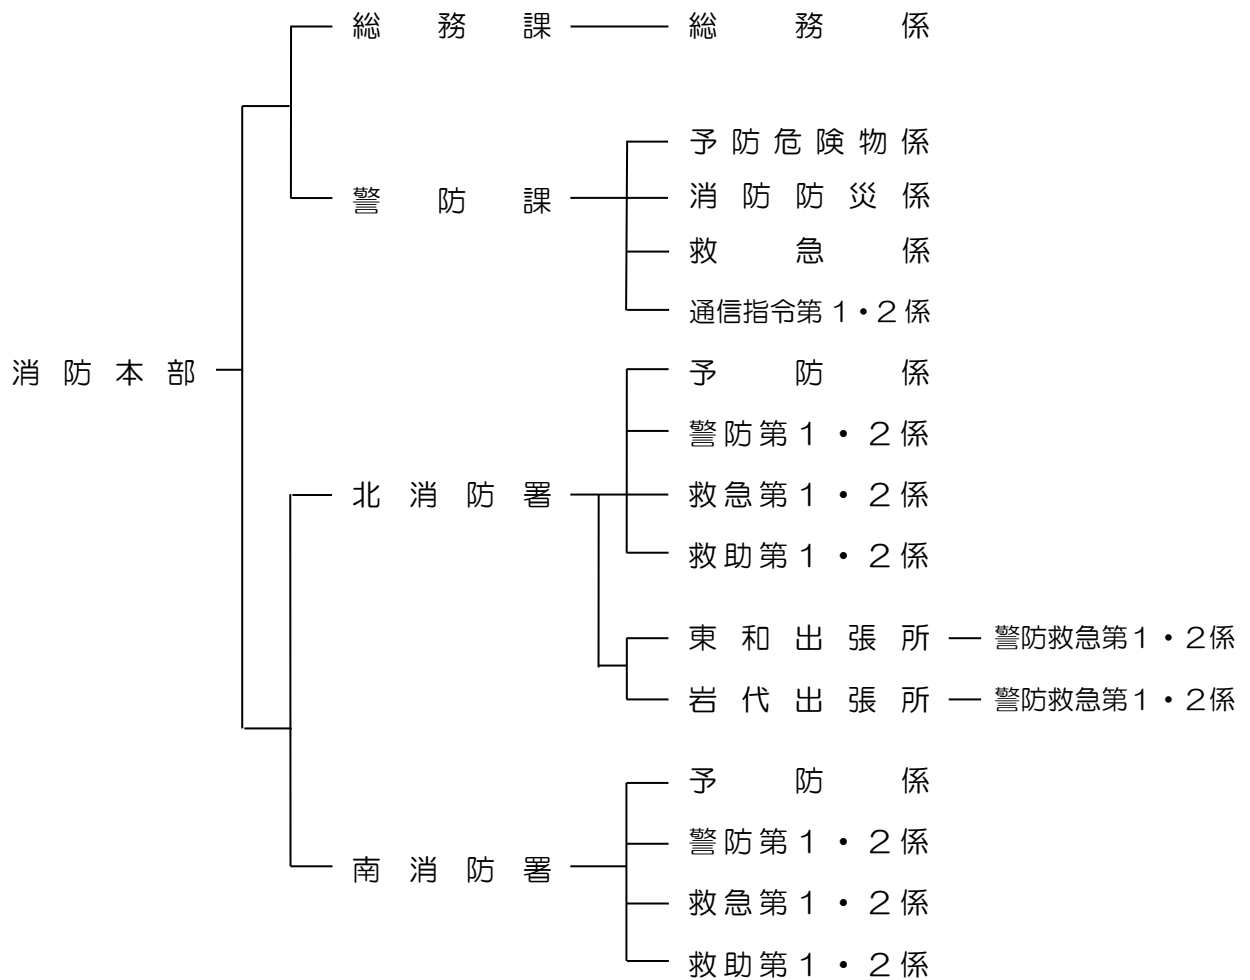 総務課 総務係
予防危険物係
警防課 消防防災係
救急係
通信指令第1・2係
消防本部 予防係
警防第1・2係
北消防署 救急第1・2係
救助第1・2係
東和出張所 警防救急第1・2係
岩代出張所 警防救急第1・2係
予防係
警防第1・2係
南消防署
救急第1・2係
救助第1・2係